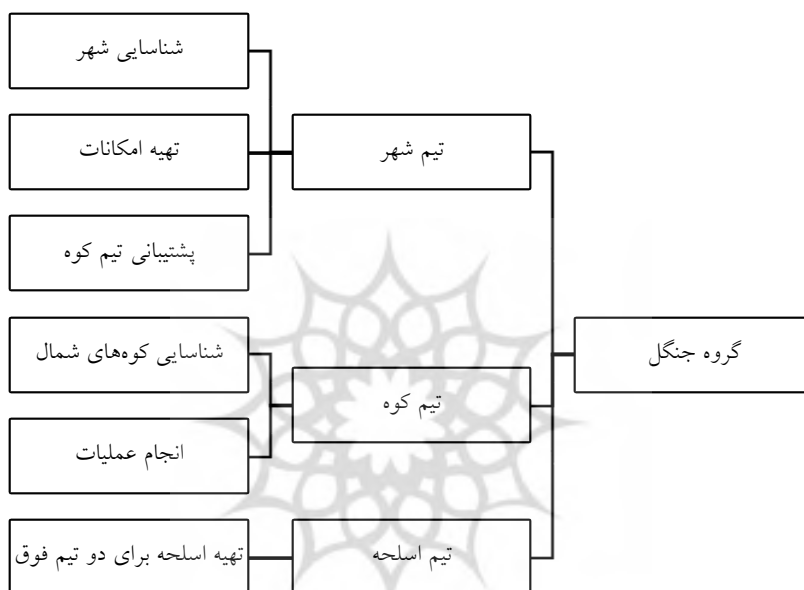 گروه جنگل
تیم شهر
شناسایی شهر
تهیه امکانات
پشتیبانی تیم کوه
تیم کوه
شناسایی کوه‌های شمال
انجام عملیات
تیم اسلحه
تهیه اسلحه برای دو تیم فوق